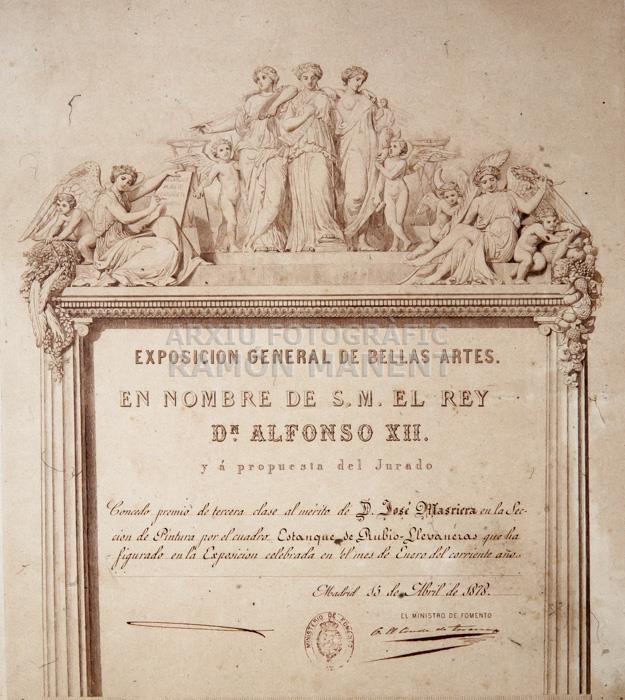 ARXIU FOTOGRÀFIC
RAMON MANENT
EXPOSICION GENERAL DE BELLAS ARTES.
EN NOMBRE DE S.M. EL REY
Dⁿ ALFONSO XII.
y á propuesta del Jurado
Concedo premio de tercera clase al mérito de D. José Masriera en la Sec-
cion de Pintura por el cuadro, Estanque de Rubio-Llevaneras que ha
figurado en la Exposicion celebrada en el mes de Enero del corriente año.
Madrid 15 de Abril de 1878.
EL MINISTRO DE FOMENTO
MINISTERIO DE FOMENTO